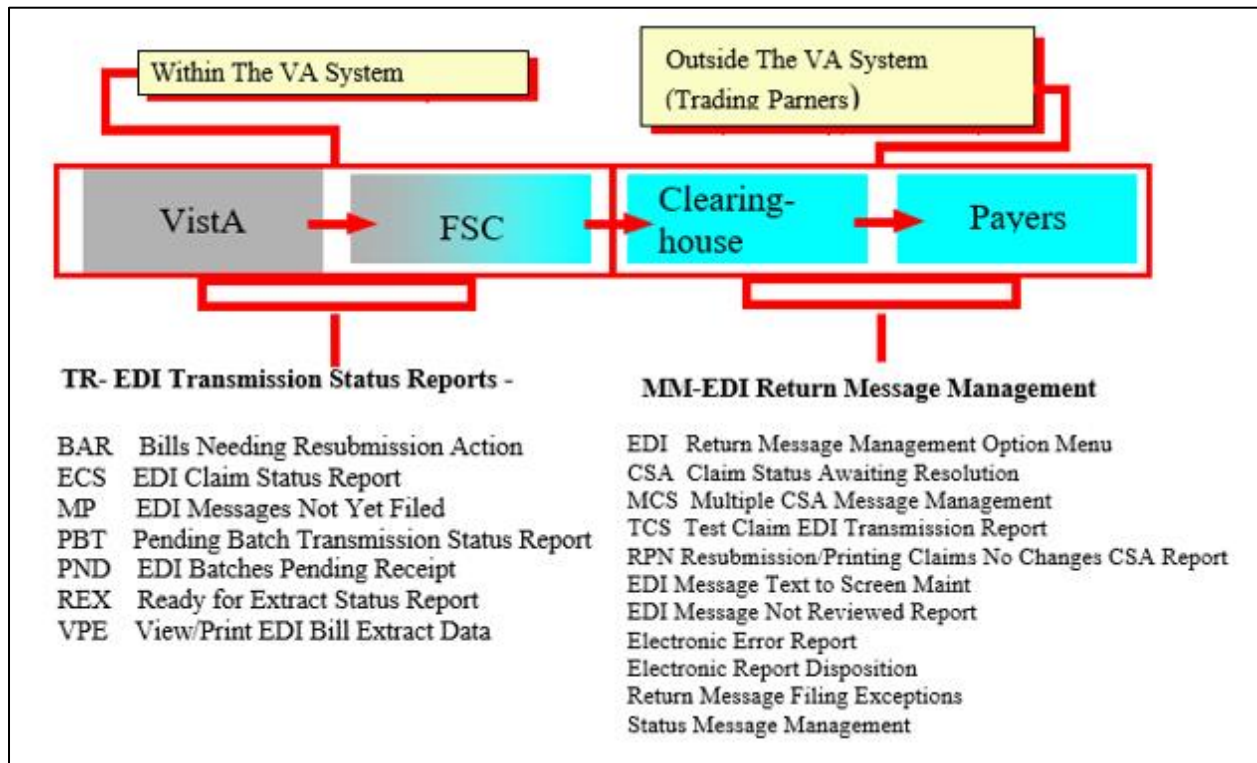 Within The VA System
Outside The VA System
(Trading Parners)
VistA
FSC
Clearing-
house
Payers
TR- EDI Transmission Status Reports -
BAR Bills Needing Resubmission Action
ECS EDI Claim Status Report
MP EDI Messages Not Yet Filed
PBT Pending Batch Transmission Status Report
PND EDI Batches Pending Receipt
REX Ready for Extract Status Report
VPE View/Print EDI Bill Extract Data
MM-EDI Return Message Management
EDI Return Message Management Option Menu
CSA Claim Status Awaiting Resolution
MCS Multiple CSA Message Management
TCS Test Claim EDI Transmission Report
RPN Resubmission/Printing Claims No Changes CSA Report
EDI Message Text to Screen Maint
EDI Message Not Reviewed Report
Electronic Error Report
Electronic Report Disposition
Return Message Filing Exceptions
Status Message Management